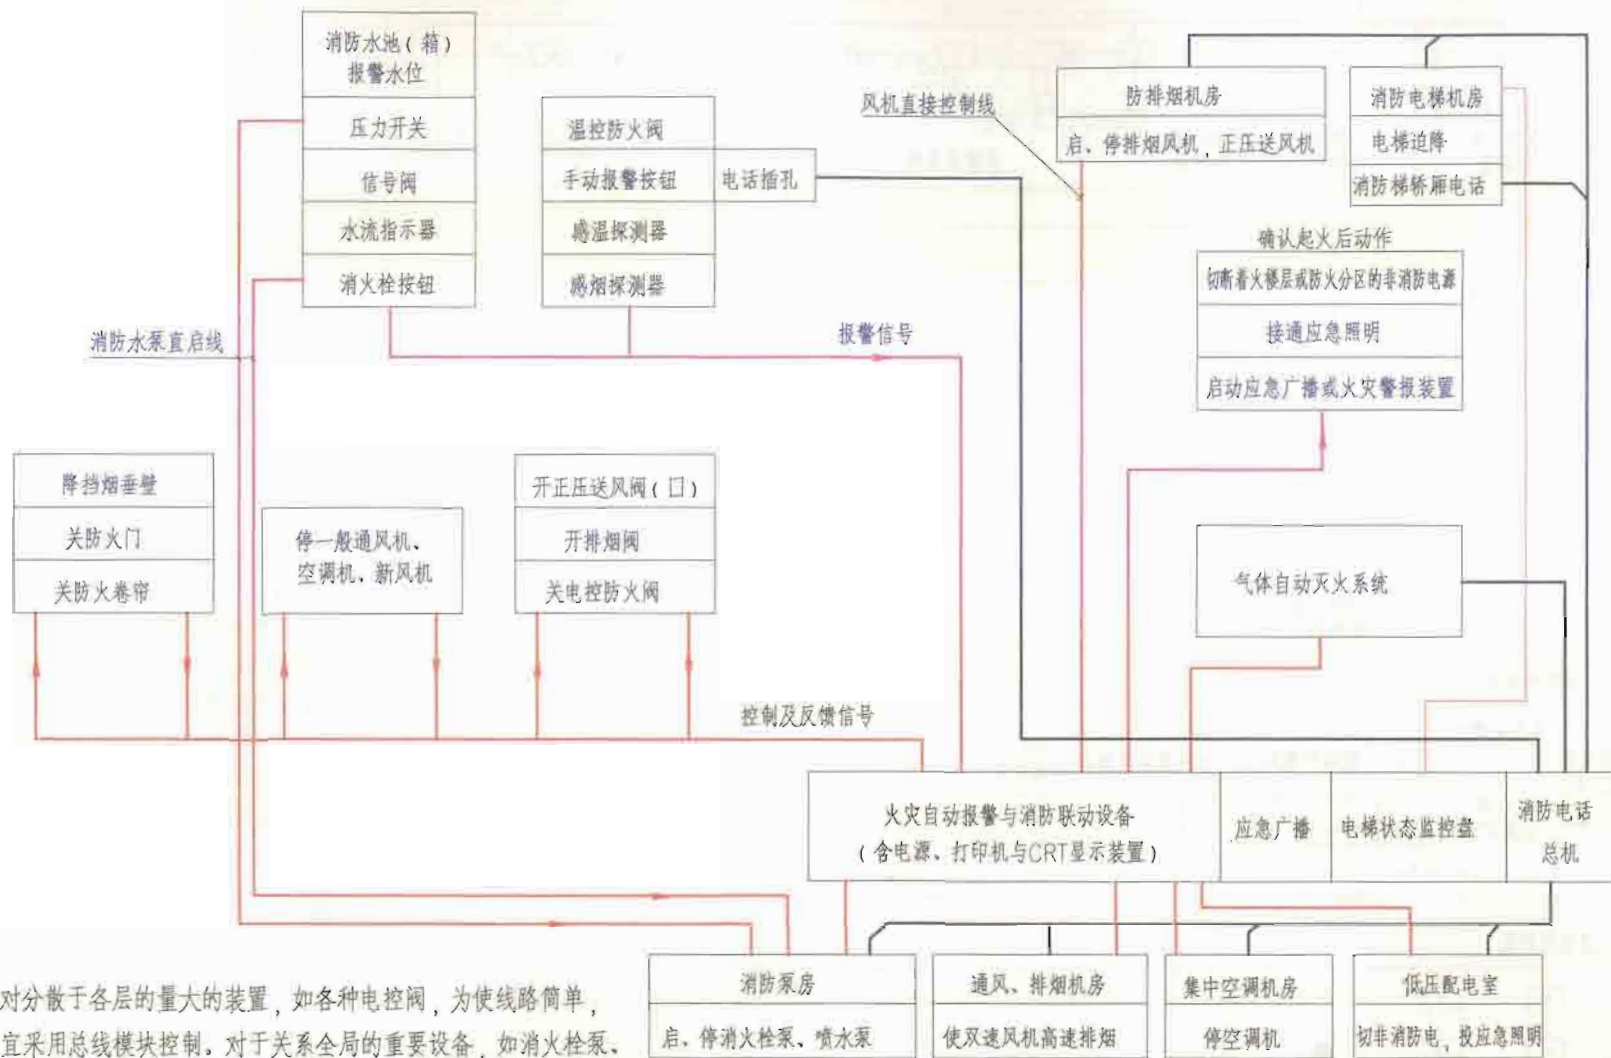 消防水池(箱)
报警水位
压力开关
信号阀
水流指示器
消火栓按钮
温控防火阀
手动报警按钮
电话插孔
感温探测器
感烟探测器
风机直接控制线
防排烟机房
启、停排烟风机,正压送风机
消防电梯机房
电梯迫降
消防梯轿厢电话
确认起火后动作
切断着火楼层或防火分区的非消防电源
接通应急照明
启动应急广播或火灾警报装置
消防水泵直启线
报警信号
降挡烟垂壁
关防火门
关防火卷帘
停一般通风机、
空调机、新风机
开正压送风阀(口)
开排烟阀
关电控防火阀
气体自动灭火系统
控制及反馈信号
火灾自动报警与消防联动设备
(含电源、打印机与CRT显示装置)
应急广播
电梯状态监控盘
消防电话
总机
消防泵房
启、停消火栓泵、喷水泵
通风、排烟机房
使双速风机高速排烟
集中空调机房
停空调机
低压配电室
切非消防电,投应急照明
对分散于各层的量大的装置,如各种电控阀,为使线路简单,
宜采用总线模块控制。对于关系全局的重要设备,如消火栓泵、